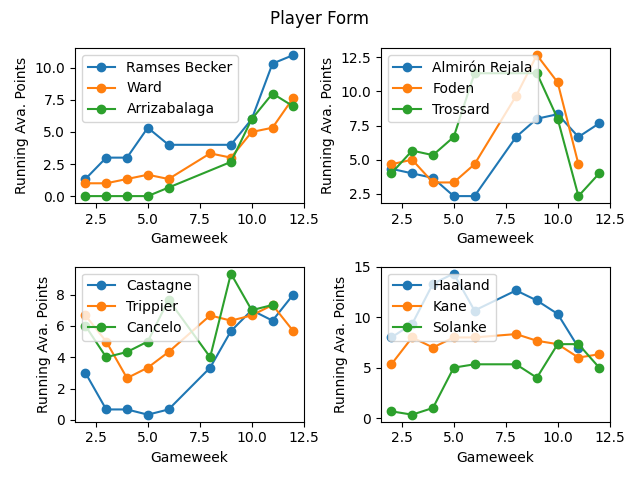 Player Form
Running Ava. Points
10.0
7.5
5.0
2.5
0.0
Ramses Becker
Ward
Arrizabalaga
2.5
5.0
7.5
10.0
12.5
Gameweek
Running Ava. Points
12.5
10.0
7.5
5.0
2.5
Almirón Rejala
Foden
Trossard
2.5
5.0
7.5
10.0
12.5
Gameweek
Running Ava. Points
8
6
4
2
0
Castagne
Trippier
Cancelo
2.5
5.0
7.5
10.0
12.5
Gameweek
Running Ava. Points
15
10
5
0
Haaland
Kane
Solanke
2.5
5.0
7.5
10.0
12.5
Gameweek